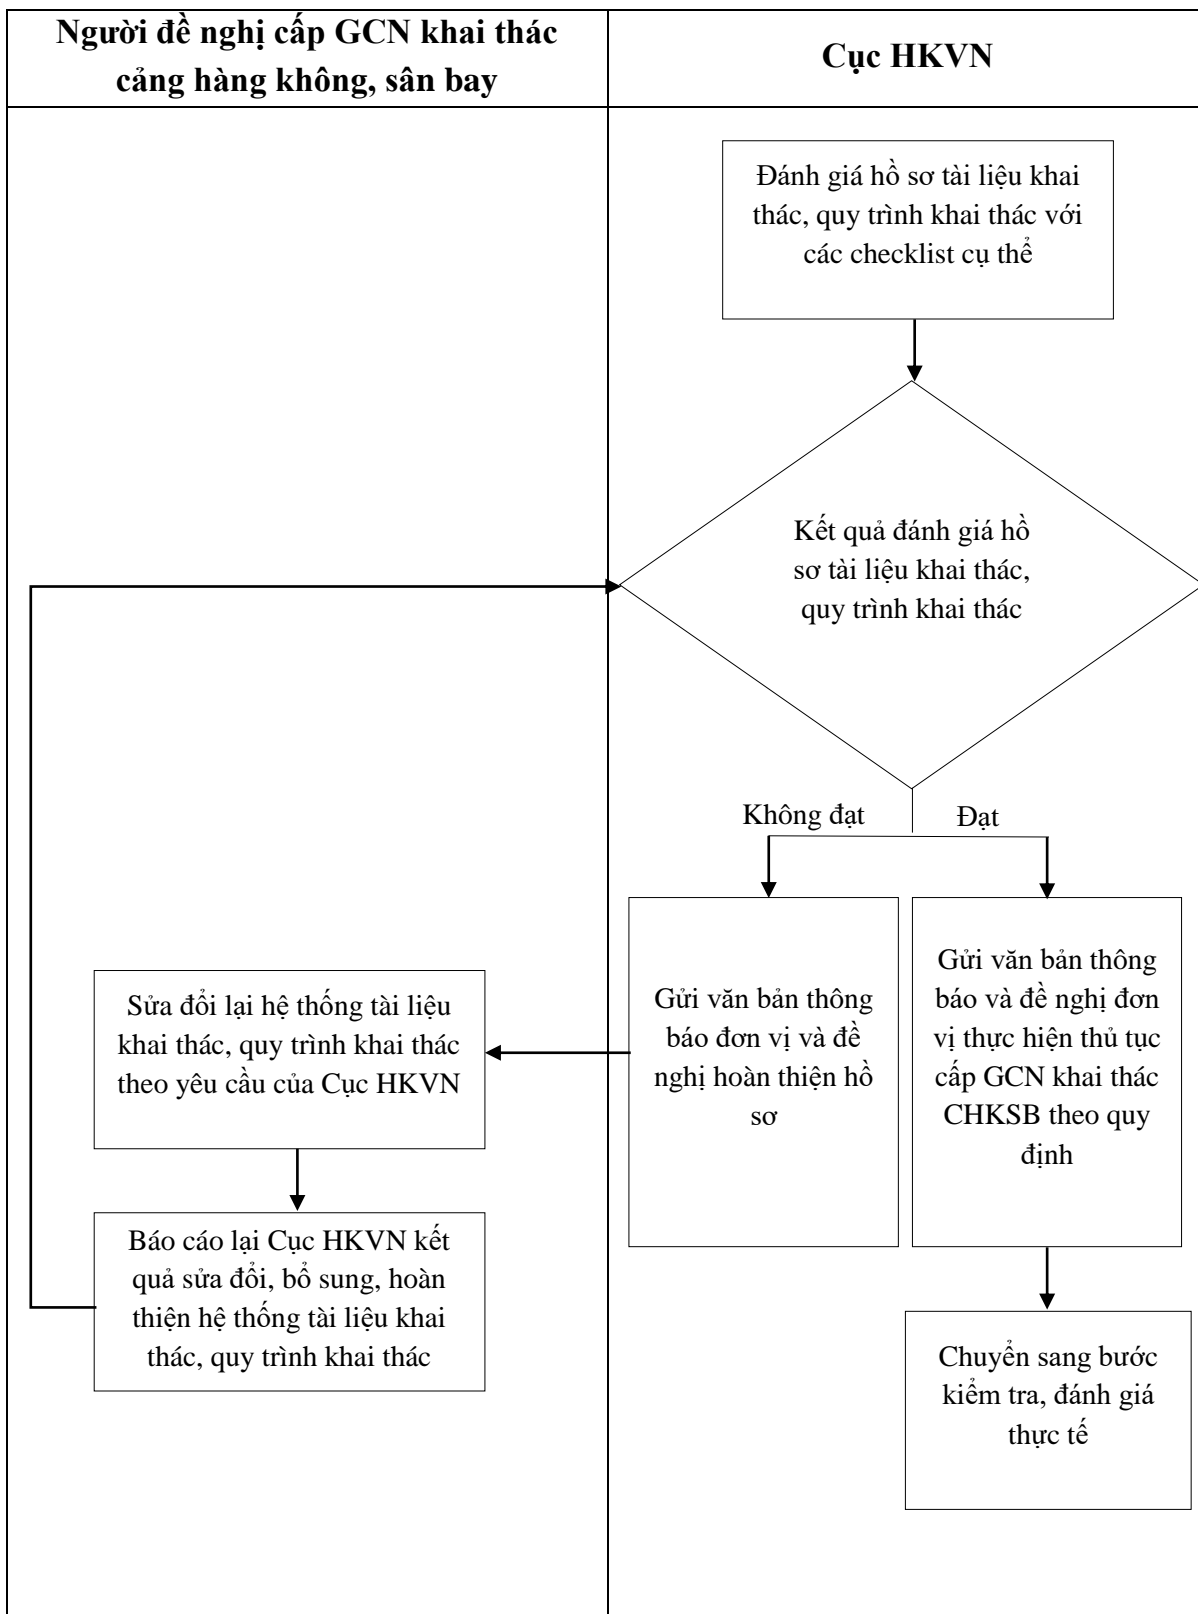 Người đề nghị cấp GCN khai thác
cảng hàng không, sân bay
Cục HKVN
Đánh giá hồ sơ tài liệu khai
thác, quy trình khai thác với
các checklist cụ thể
Kết quả đánh giá hồ
sơ tài liệu khai thác,
quy trình khai thác
Không đạt
Đạt
Gửi văn bản thông
báo đơn vị và đề
nghị hoàn thiện hồ
sơ
Gửi văn bản thông
báo và đề nghị đơn
vị thực hiện thủ tục
cấp GCN khai thác
CHKSB theo quy
định
Sửa đổi lại hệ thống tài liệu
khai thác, quy trình khai thác
theo yêu cầu của Cục HKVN
Báo cáo lại Cục HKVN kết
quả sửa đổi, bổ sung, hoàn
thiện hệ thống tài liệu khai
thác, quy trình khai thác
Chuyển sang bước
kiểm tra, đánh giá
thực tế